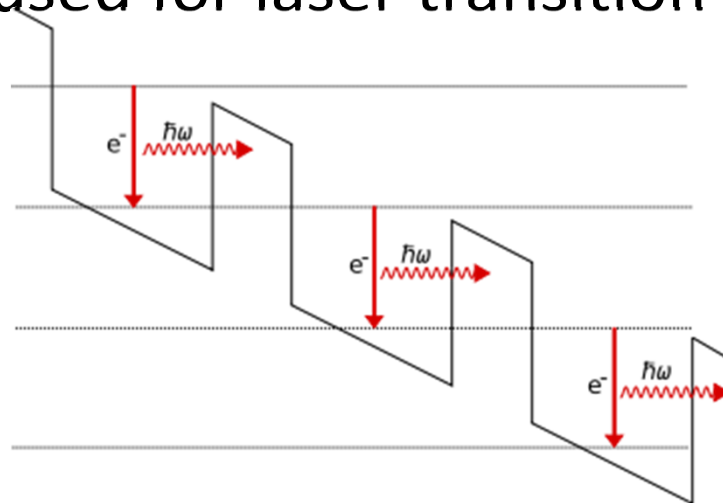 used for laser transition
e⁻ ħω
e⁻ ħω
e⁻ ħω